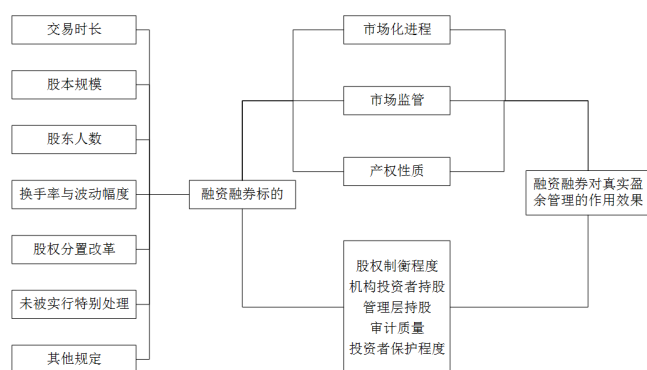 交易时长
股本规模
股东人数
换手率与波动幅度
股权分置改革
未被实行特别处理
其他规定
融资融券标的
市场化进程
市场监管
产权性质
股权制衡程度
机构投资者持股
管理层持股
审计质量
投资者保护程度
融资融券对真实盈
余管理的作用效果